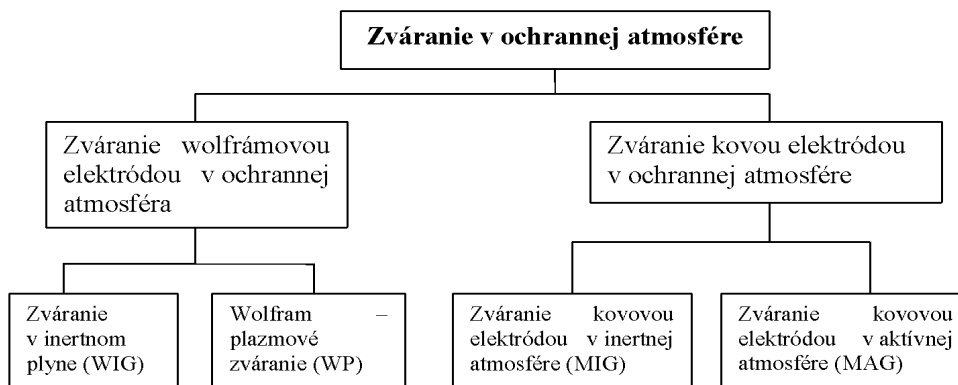 Zváranie v ochrannej atmosfére
Zváranie wolfrámovou
elektródou v ochrannej
atmosféra
Zváranie kovou elektródou
v ochrannej atmosfére
Zváranie
v inertnom
plyne (WIG)
Wolfram –
plazmové
zváranie (WP)
Zváranie kovovou
elektródou v inertnej
atmosfére (MIG)
Zváranie kovovou
elektródou v aktívnej
atmosfére (MAG)